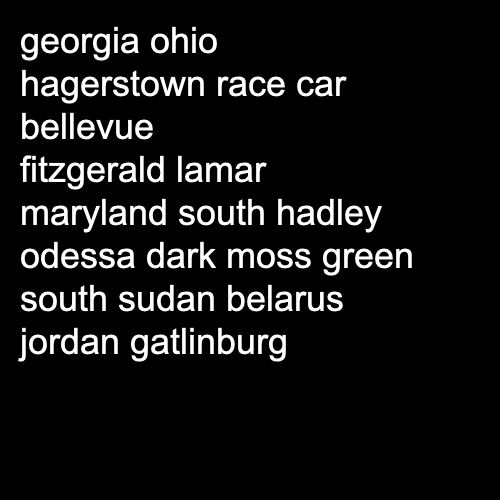 georgia ohio
hagerstown race car
bellevue
fitzgerald lamar
maryland south hadley
odessa dark moss green
south sudan belarus
jordan gatlinburg